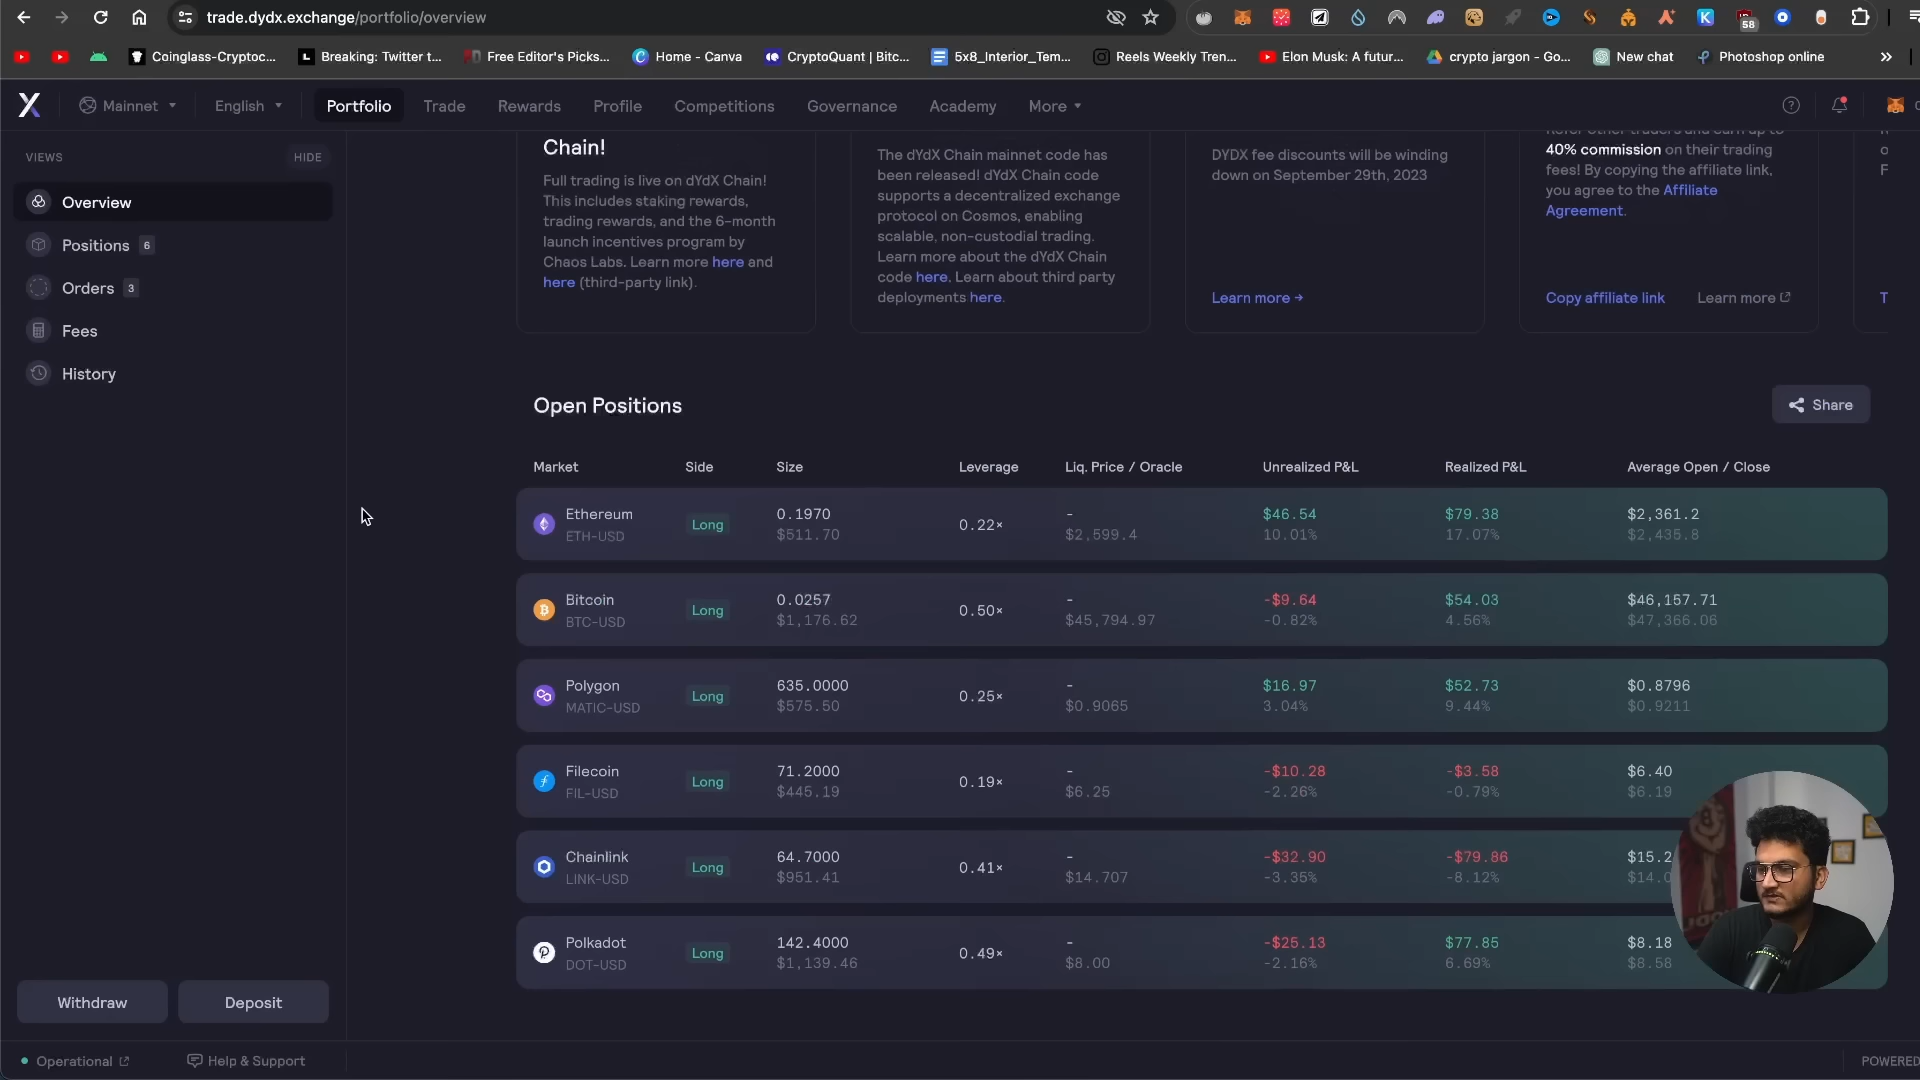 trade.dydx.exchange/portfolio/overview
58
Coinglass-Cryptoc...
Breaking: Twitter t...
Free Editor's Picks...
Home - Canva
CryptoQuant | Bitc...
5x8_Interior_Tem...
Reels Weekly Tren...
Elon Musk: A futur...
crypto jargon - Go...
New chat
Photoshop online
»
Mainnet
English
Portfolio
Trade
Rewards
Profile
Competitions
Governance
Academy
More
VIEWS
HIDE
Overview
Positions 6
Orders 3
Fees
History
Withdraw
Deposit
Operational
Help & Support
Chain!
Full trading is live on dYdX Chain!
This includes staking rewards,
trading rewards, and the 6-month
launch incentives program by
Chaos Labs. Learn more here and
here (third-party link).
The dYdX Chain mainnet code has
been released! dYdX Chain code
supports a decentralized exchange
protocol on Cosmos, enabling
scalable, non-custodial trading.
Learn more about the dYdX Chain
code here. Learn about third party
deployments here.
DYDX fee discounts will be winding
down on September 29th, 2023
Learn more →
Refer other traders and earn up to
40% commission on their trading
fees! By copying the affiliate link,
you agree to the Affiliate
Agreement.
Copy affiliate link
Learn more
Open Positions
Share
Market Side Size Leverage Liq. Price / Oracle Unrealized P&L Realized P&L Average Open / Close
Ethereum Long 0.1970 0.22× - $46.54 $79.38 $2,361.2
ETH-USD $511.70 $2,599.4 10.01% 17.07% $2,435.8
Bitcoin Long 0.0257 0.50× - -$9.64 $54.03 $46,157.71
BTC-USD $1,176.62 $45,794.97 -0.82% 4.56% $47,366.06
Polygon Long 635.0000 0.25× - $16.97 $52.73 $0.8796
MATIC-USD $575.50 $0.9065 3.04% 9.44% $0.9211
Filecoin Long 71.2000 0.19× - -$10.28 -$3.58 $6.40
FIL-USD $445.19 $6.25 -2.26% -0.79% $6.19
Chainlink Long 64.7000 0.41× - -$32.90 -$79.86 $15.2
LINK-USD $951.41 $14.707 -3.35% -8.12% $14.0
Polkadot Long 142.4000 0.49× - -$25.13 $77.85 $8.18
DOT-USD $1,139.46 $8.00 -2.16% 6.69% $8.58
POWERED